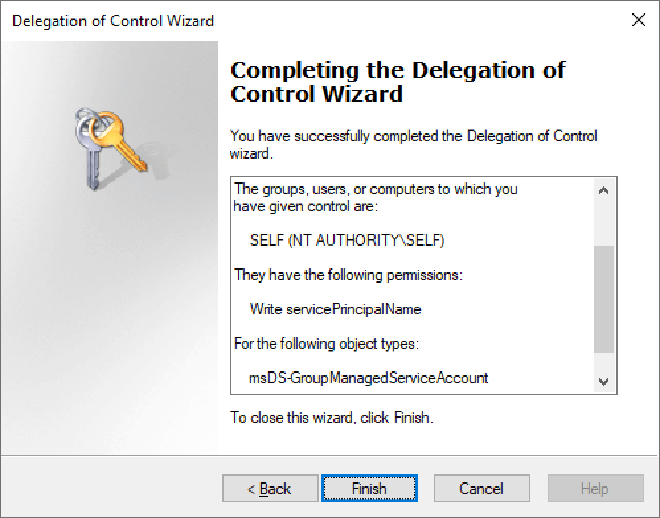 Delegation of Control Wizard
Completing the Delegation of
Control Wizard
You have successfully completed the Delegation of Control
wizard.
The groups, users, or computers to which you
have given control are:
SELF (NT AUTHORITY\SELF)
They have the following permissions:
Write servicePrincipalName
For the following object types:
msDS-GroupManagedServiceAccount
To close this wizard, click Finish.
< Back
Finish
Cancel
Help